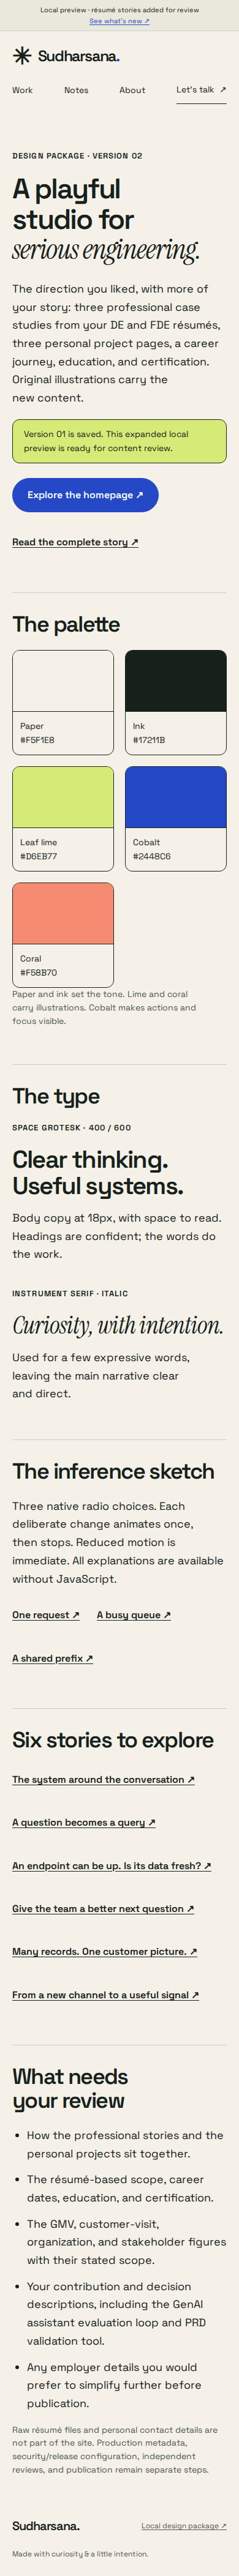 Local preview · résumé stories added for review
See what's new ↗
Sudharsana.
Work
Notes
About
Let's talk ↗
DESIGN PACKAGE · VERSION 02
A playful
studio for
serious engineering.
The direction you liked, with more of
your story: three professional case
studies from your DE and FDE résumés,
three personal project pages, a career
journey, education, and certification.
Original illustrations carry the
new content.
Version 01 is saved. This expanded local
preview is ready for content review.
Explore the homepage ↗
Read the complete story ↗
The palette
Paper
#F5F1E8
Ink
#17211B
Leaf lime
#D6EB77
Cobalt
#2448C6
Coral
#F58B70
Paper and ink set the tone. Lime and coral
carry illustrations. Cobalt makes actions and
focus visible.
The type
SPACE GROTESK · 400 / 600
Clear thinking.
Useful systems.
Body copy at 18px, with space to read.
Headings are confident; the words do
the work.
INSTRUMENT SERIF · ITALIC
Curiosity, with intention.
Used for a few expressive words,
leaving the main narrative clear
and direct.
The inference sketch
Three native radio choices. Each
deliberate change animates once,
then stops. Reduced motion is
immediate. All explanations are available
without JavaScript.
One request ↗
A busy queue ↗
A shared prefix ↗
Six stories to explore
The system around the conversation ↗
A question becomes a query ↗
An endpoint can be up. Is its data fresh? ↗
Give the team a better next question ↗
Many records. One customer picture. ↗
From a new channel to a useful signal ↗
What needs
your review
• How the professional stories and the
personal projects sit together.
• The résumé-based scope, career
dates, education, and certification.
• The GMV, customer-visit,
organization, and stakeholder figures
with their stated scope.
• Your contribution and decision
descriptions, including the GenAI
assistant evaluation loop and PRD
validation tool.
• Any employer details you would
prefer to simplify further before
publication.
Raw résumé files and personal contact details are
not part of the site. Production metadata,
security/release configuration, independent
reviews, and publication remain separate steps.
Sudharsana.
Local design package ↗
Made with curiosity & a little intention.